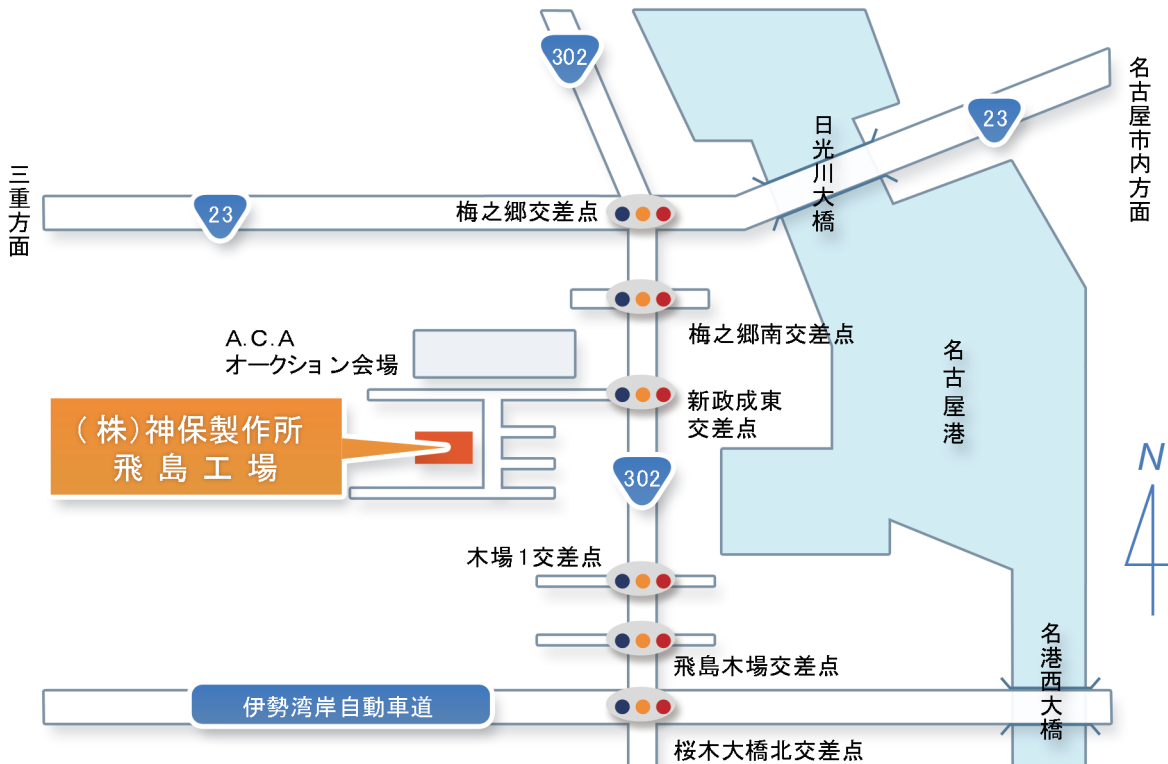 302
名古屋市内方面
23
日光川大橋
三重方面
23
梅之郷交差点
梅之郷南交差点
A.C.A
オークション会場
名古屋港
新政成東
交差点
(株)神保製作所
飛島工場
302
N
木場1交差点
飛島木場交差点
名港西大橋
伊勢湾岸自動車道
桜木大橋北交差点